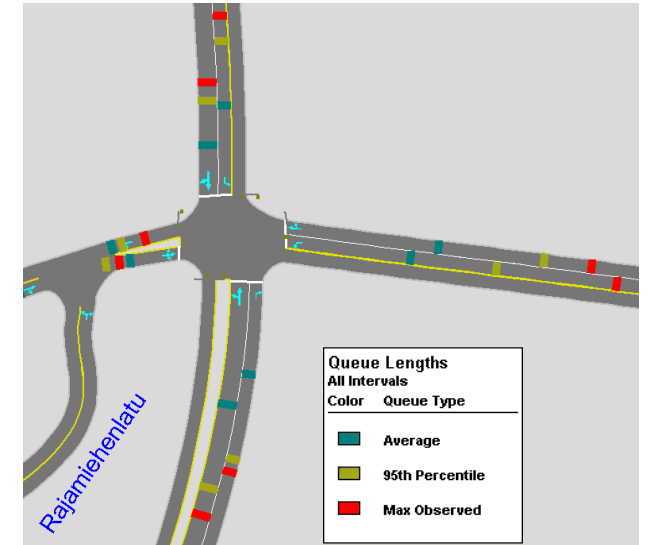 Queue Lengths
All Intervals
Color Queue Type
Average
95th Percentile
Max Observed
Rajamiehenlatu